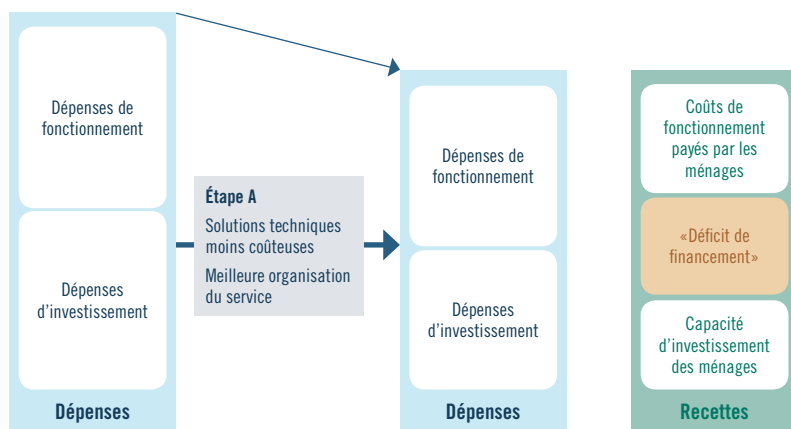 Dépenses de
fonctionnement
Dépenses
d’investissement
Dépenses
Étape A
Solutions techniques
moins coûteuses
Meilleure organisation
du service
Dépenses de
fonctionnement
Dépenses
d’investissement
Dépenses
Coûts de
fonctionnement
payés par les
ménages
«Déficit de
financement»
Capacité
d’investissement
des ménages
Recettes